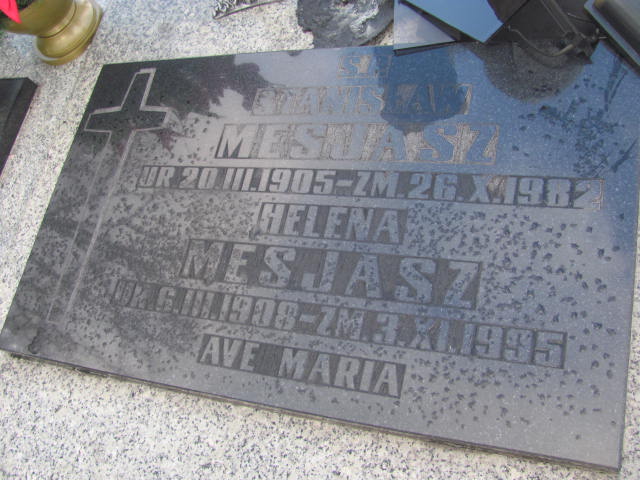 STANISŁAW
MESJASZ
UR 20.III.1905-ZM.26.X.1982
HELENA
MESJASZ
UR.6.III.1908-ZM.3.XI.1995
AVE MARIA